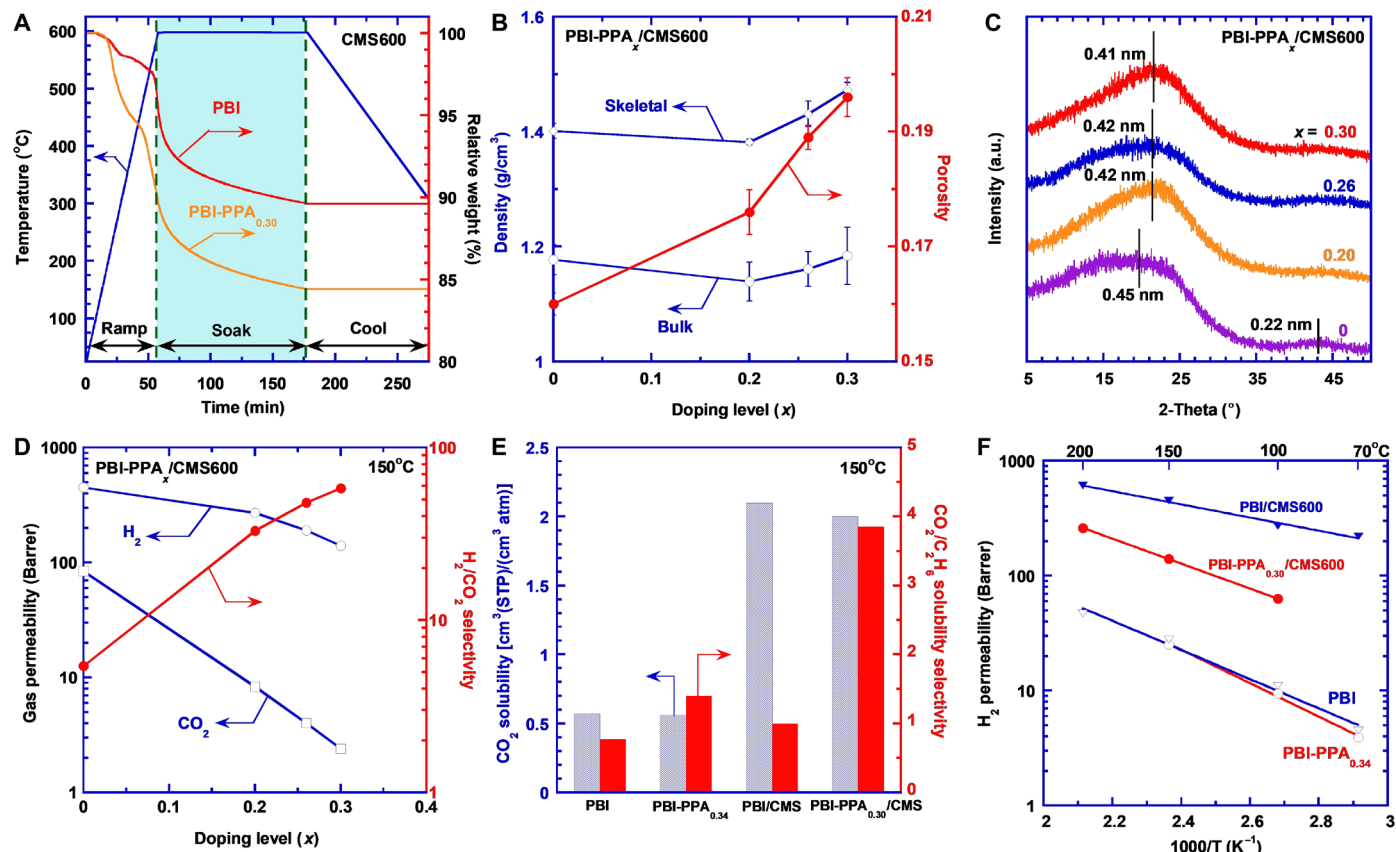 A
600
500
400
300
200
150
100
Temperature (°C)
0
50
100
150
200
250
Time (min)
100
95
90
85
80
Relative weight (%)
CMS600
PBI
PBI-PPA0.30
Ramp
Soak
Cool
B
PBI-PPAx/CMS600
1.6
1.4
1.2
1
Density (g/cm3)
0
0.1
0.2
0.3
Doping level (x)
0.21
0.19
0.17
0.15
Porosity
Skeletal
Bulk
C
PBI-PPAx/CMS600
0.41 nm
x = 0.30
0.42 nm
0.26
0.42 nm
0.20
0.45 nm
0.22 nm
0
Intensity (a.u.)
5
15
25
35
45
2-Theta (°)
D
PBI-PPAx/CMS600
150°C
1000
100
10
1
Gas permeability (Barrer)
H2
CO2
0
0.1
0.2
0.3
0.4
Doping level (x)
100
10
1
H2/CO2 selectivity
E
150°C
2.5
2
1.5
1
0.5
0
CO2 solubility [cm3(STP)/(cm3 atm)]
PBI
PBI-PPA0.34
PBI/CMS
PBI-PPA0.30/CMS
5
4
3
2
1
0
CO2/C2H6 solubility selectivity
F
200
150
100
70°C
1000
100
10
1
H2 permeability (Barrer)
PBI/CMS600
PBI-PPA0.30/CMS600
PBI
PBI-PPA0.34
2
2.2
2.4
2.6
2.8
3
1000/T (K−1)